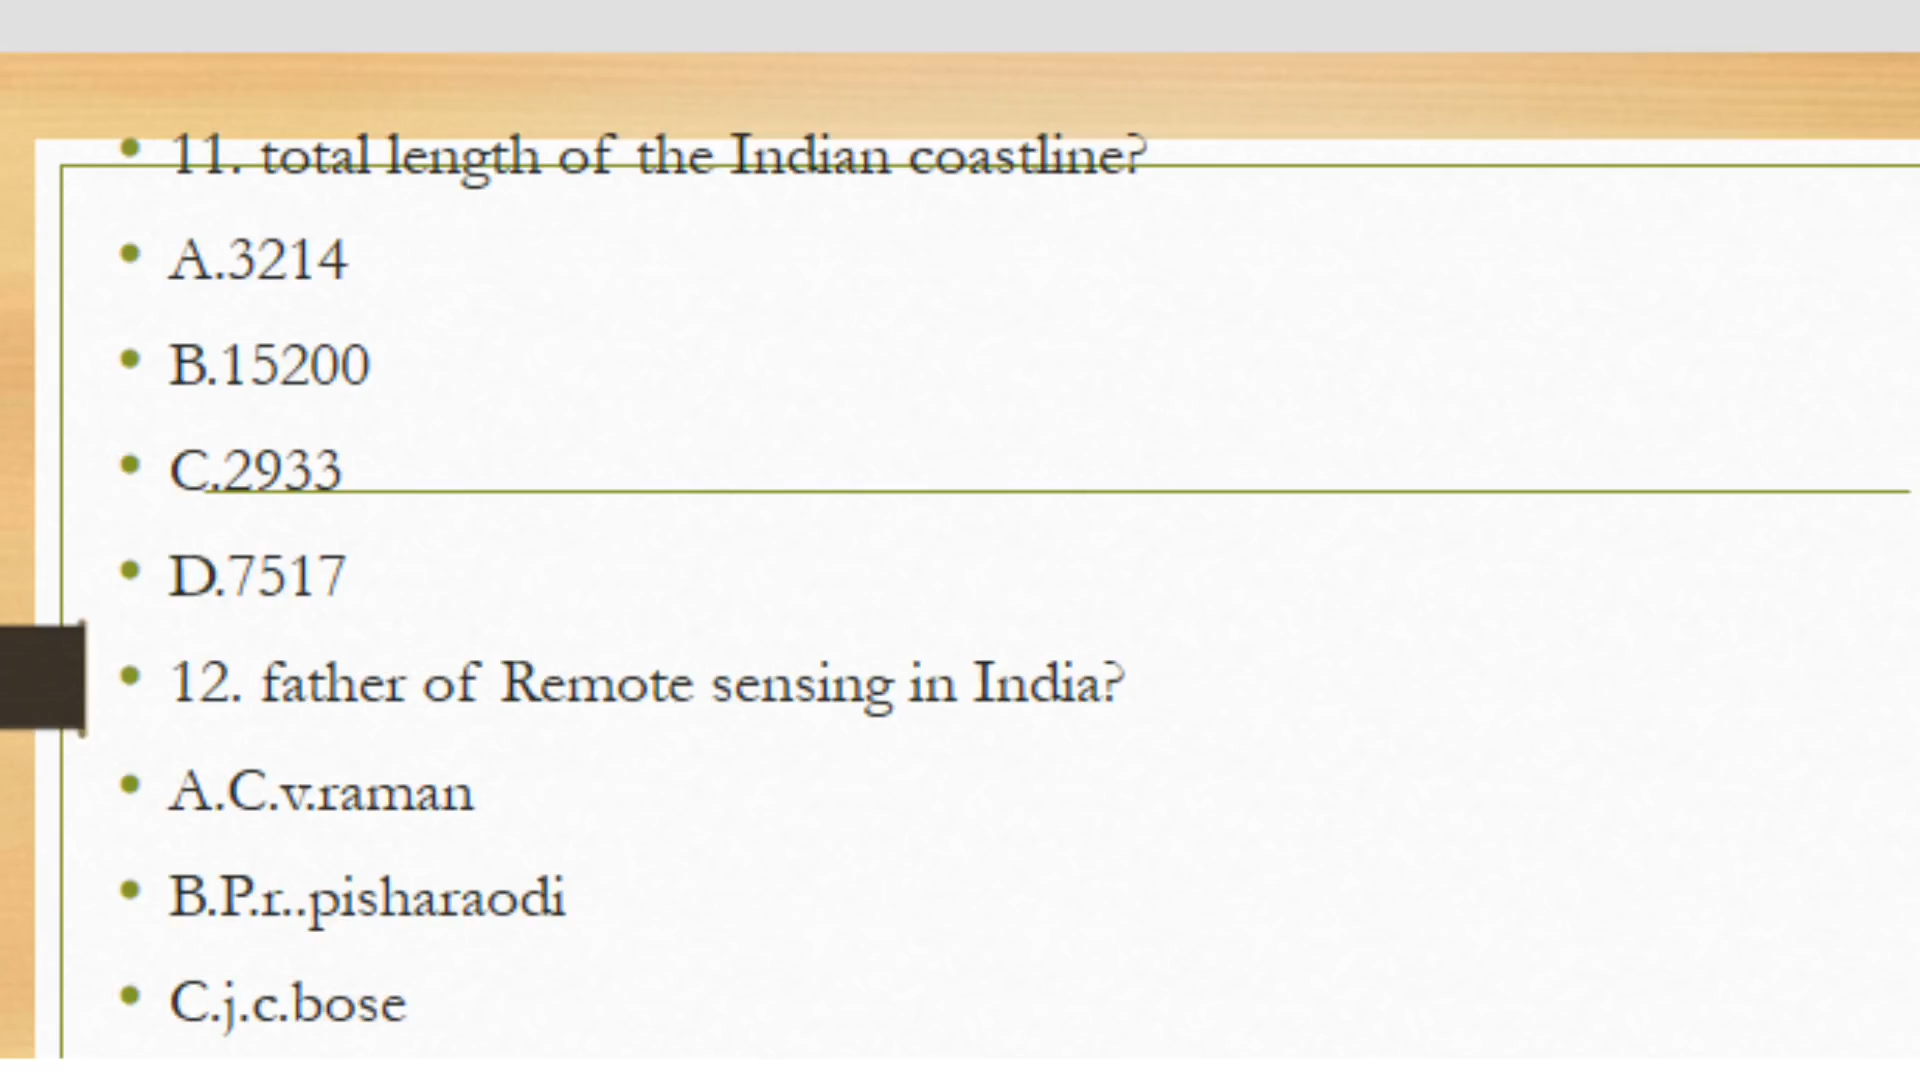 • 11. total length of the Indian coastline?
• A.3214
• B.15200
• C.2933
• D.7517
• 12. father of Remote sensing in India?
• A.C.v.raman
• B.P.r..pisharaodi
• C.j.c.bose